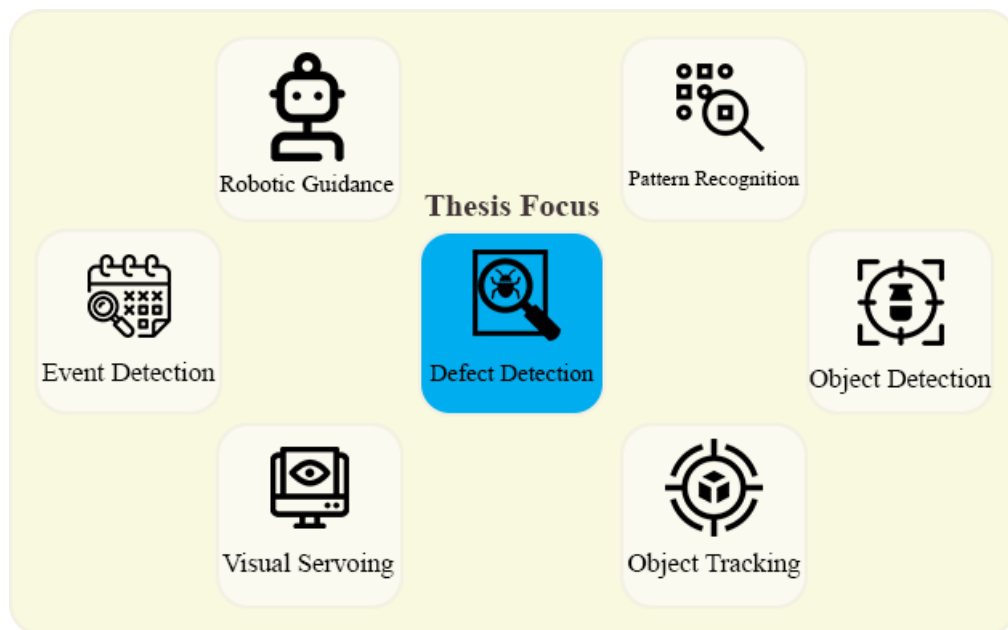 Robotic Guidance
Pattern Recognition
Thesis Focus
Event Detection
Defect Detection
Object Detection
Visual Servoing
Object Tracking